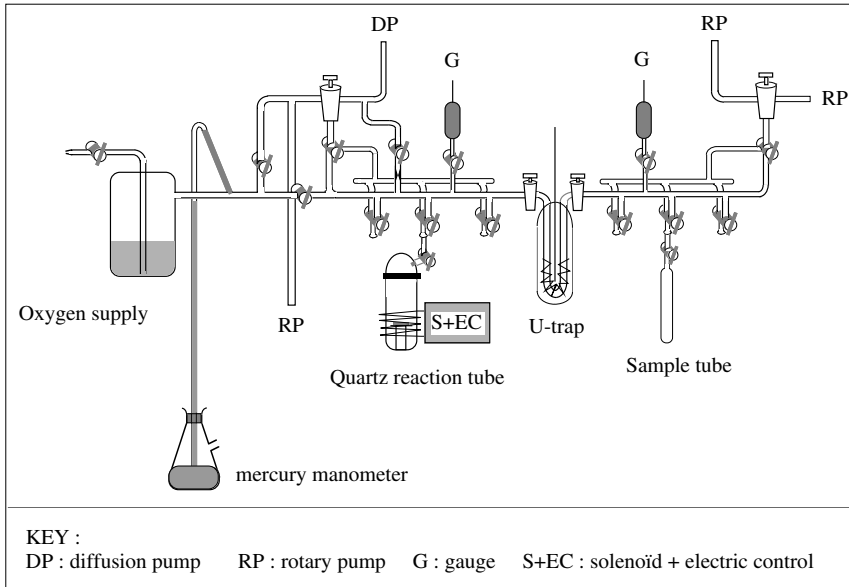 DP
RP
G
G
RP
Oxygen supply
RP
S+EC
U-trap
Quartz reaction tube
Sample tube
mercury manometer
KEY :
DP : diffusion pump RP : rotary pump G : gauge S+EC : solenoïd + electric control